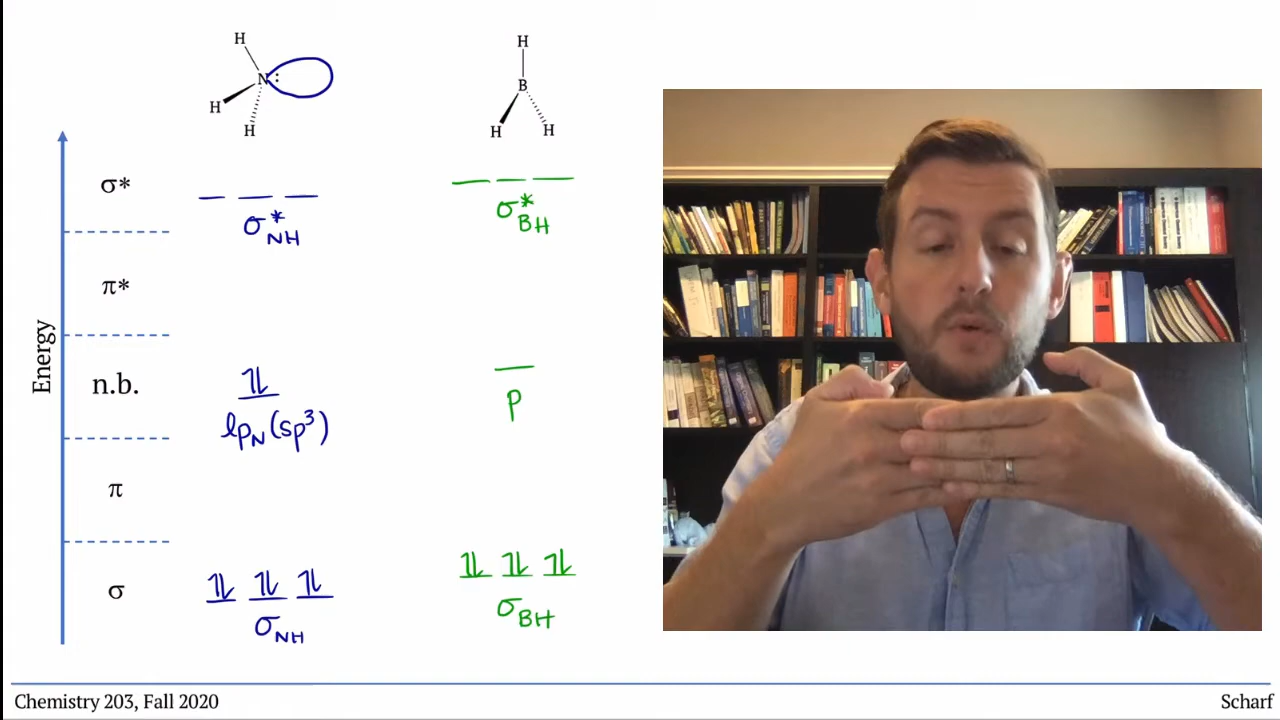 H
N:
H
H
H
B
H
H
σ*
σ*NH
σ*BH
π*
Energy
n.b.
lpN(sp³)
p
π
σ
σNH
σBH
Chemistry 203, Fall 2020
Scharf